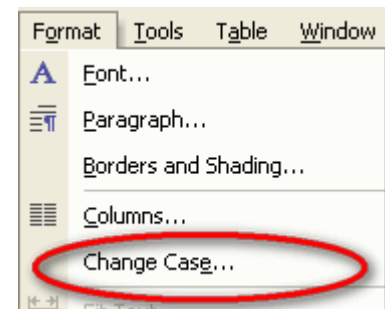 Format Tools Table Window
Font...
Paragraph...
Borders and Shading...
Columns...
Change Case...